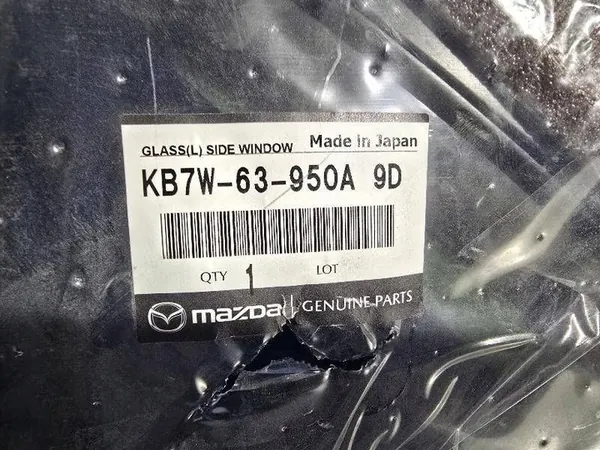 GLASS(L) SIDE WINDOW Made in Japan
KB7W-63-950A 9D
QTY 1 LOT
mazda GENUINE PARTS